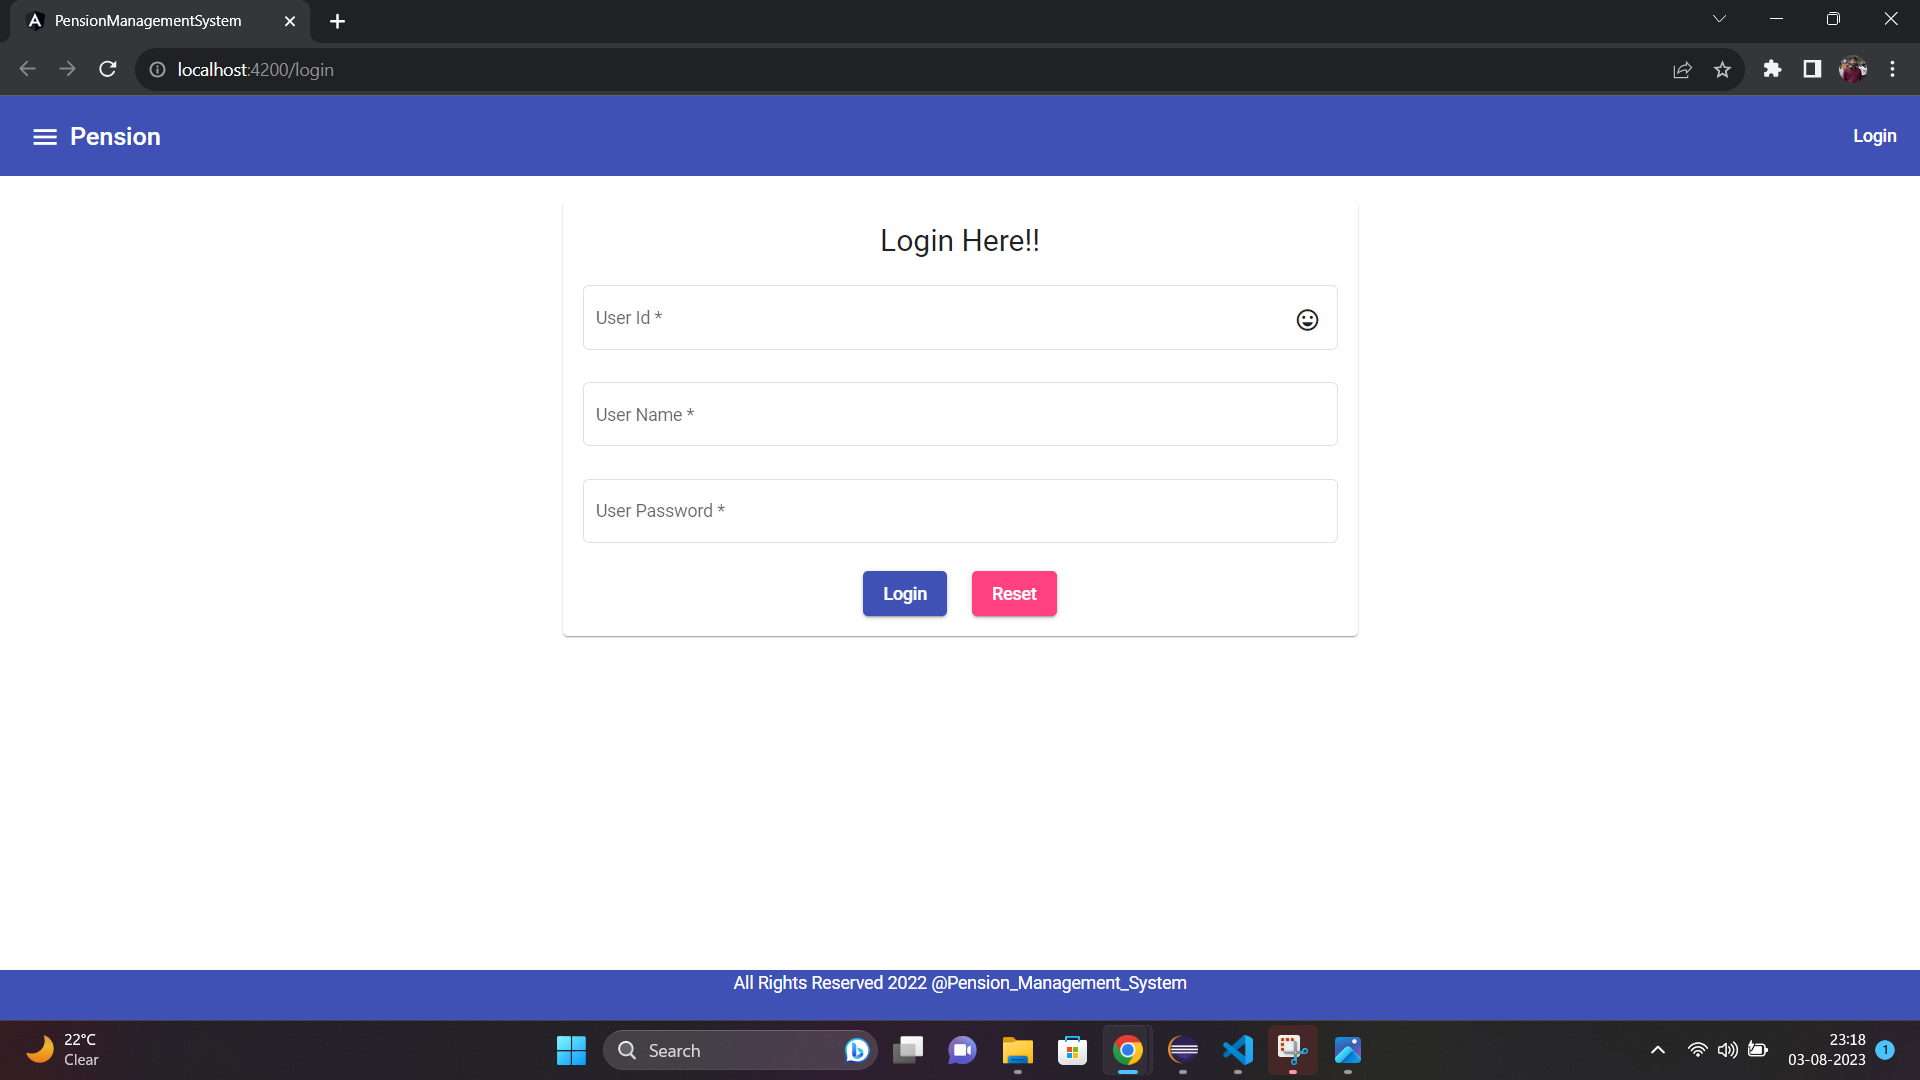 PensionManagementSystem
localhost:4200/login
Pension
Login
Login Here!!
User Id *
User Name *
User Password *
Login
Reset
All Rights Reserved 2022 @Pension_Management_System
22°C
Clear
Search
23:18
03-08-2023
1